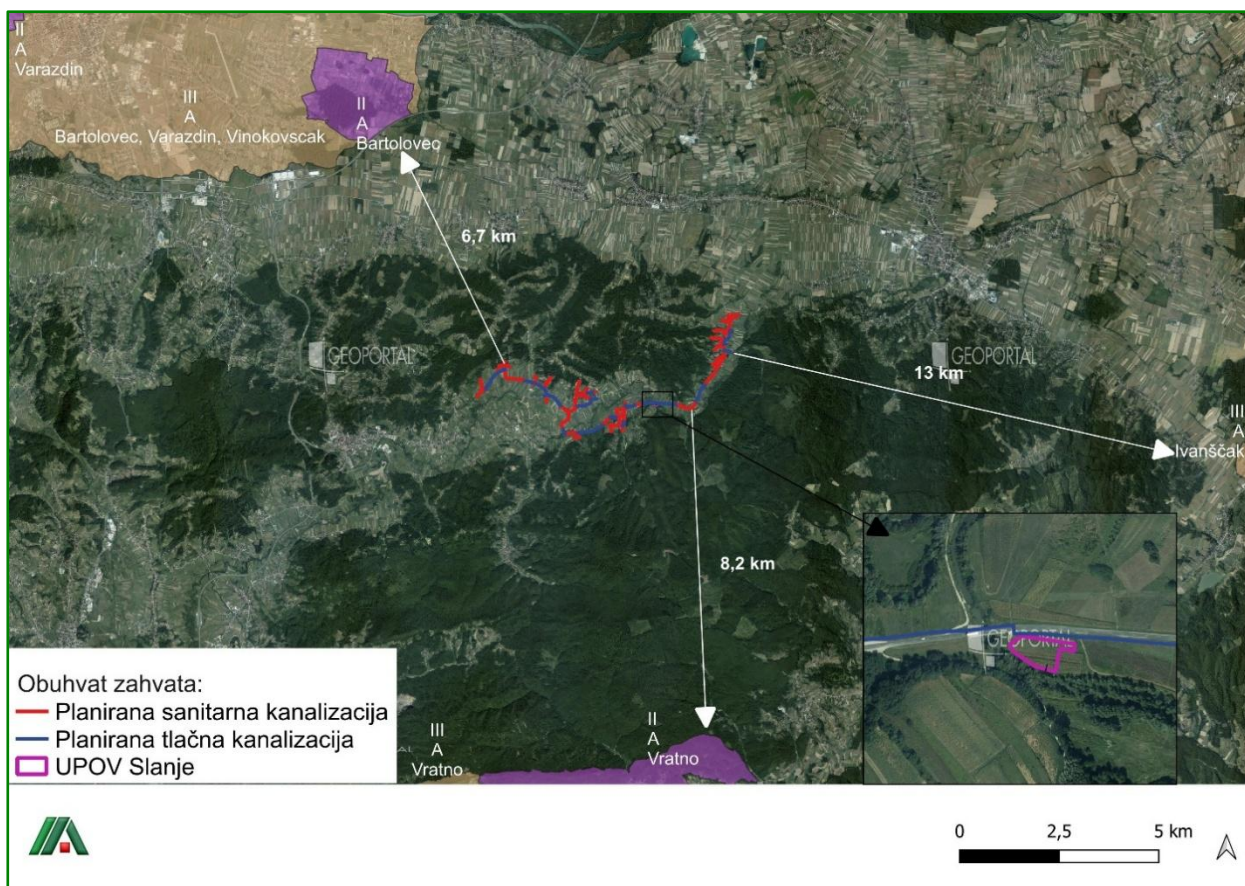 II
A
Varazdin
III
A
Bartolovec, Varazdin, Vinokovscak
II
A
Bartolovec
6,7 km
GEOPORTAL
GEOPORTAL
13 km
III
A
Ivanščak
8,2 km
GEOPORTAL
III
A
Vratno
II
A
Vratno
Obuhvat zahvata:
Planirana sanitarna kanalizacija
Planirana tlačna kanalizacija
UPOV Slanje
0 2,5 5 km